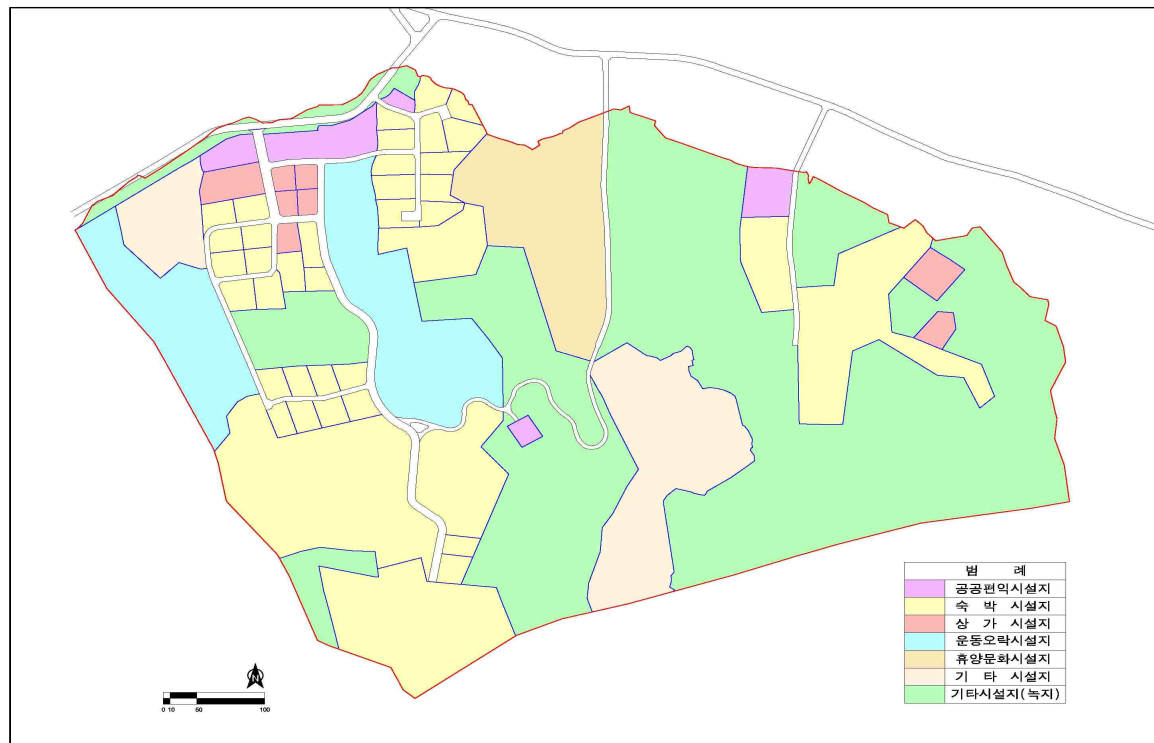 범 례
공공편익시설지
숙 박 시설지
상 가 시설지
운동오락시설지
휴양문화시설지
기 타 시설지
기타시설지(녹지)
0 10 50 100